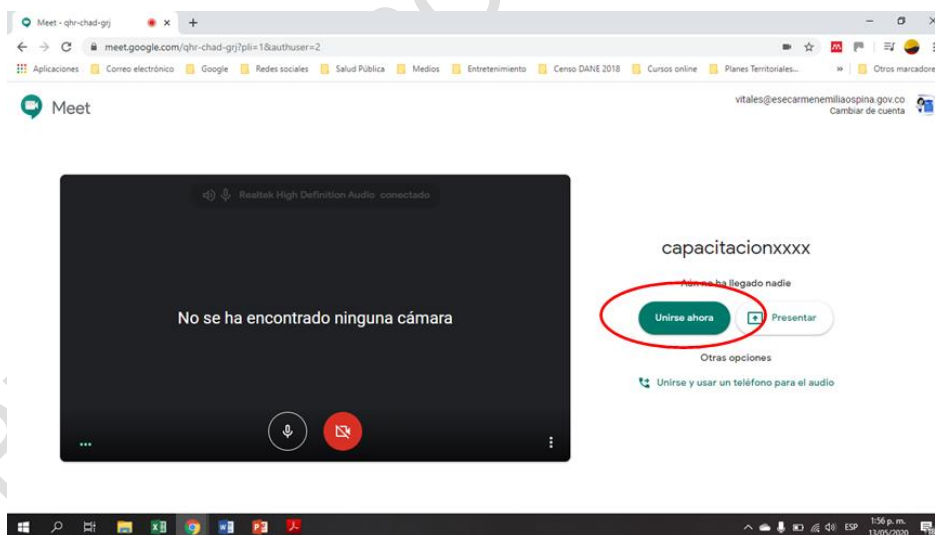 Meet - qhr-chad-grj
meet.google.com/qhr-chad-grj?pli=1&authuser=2
Aplicaciones Correo electrónico Google Redes sociales Salud Pública Medios Entretenimiento Censo DANE 2018 Cursos online Planes Territoriales... » Otros marcadore
Meet
vitales@esecarmenemiliaospina.gov.co
Cambiar de cuenta
Realtek High Definition Audio conectado
No se ha encontrado ninguna cámara
capacitacionxxxx
Aún no ha llegado nadie
Unirse ahora Presentar
Otras opciones
Unirse y usar un teléfono para el audio
ESP 1:56 p. m.
13/05/2020